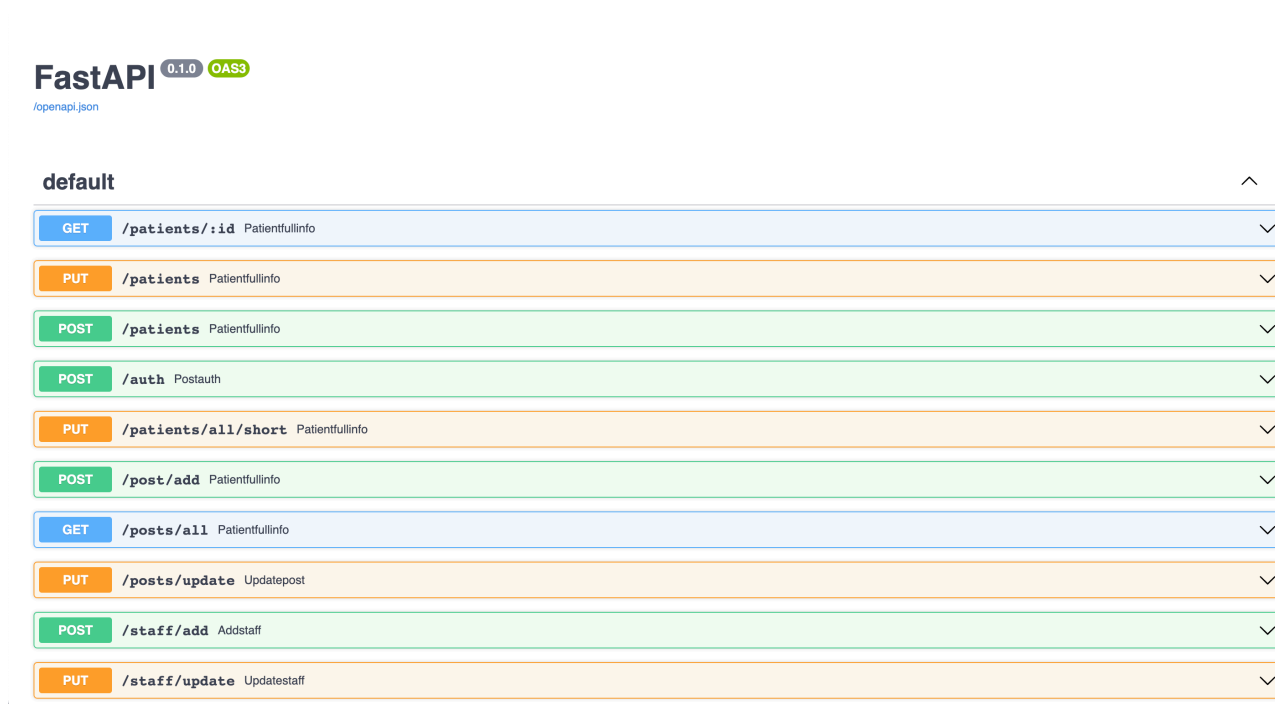 FastAPI 0.1.0 OAS3
/openapi.json
default
GET /patients/:id Patientfullinfo
PUT /patients Patientfullinfo
POST /patients Patientfullinfo
POST /auth Postauth
PUT /patients/all/short Patientfullinfo
POST /post/add Patientfullinfo
GET /posts/all Patientfullinfo
PUT /posts/update Updatepost
POST /staff/add Addstaff
PUT /staff/update Updatestaff